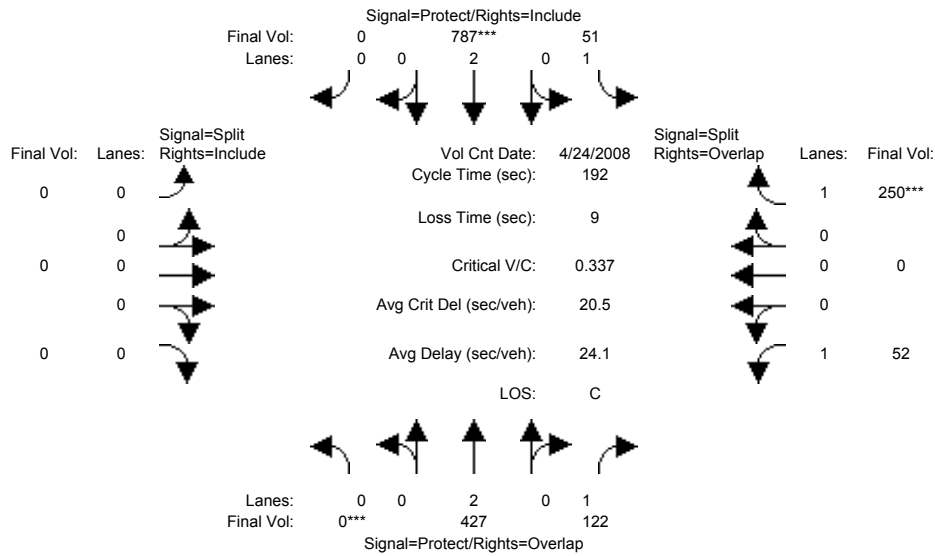 Signal=Protect/Rights=Include
Final Vol: 0 787*** 51
Lanes: 0 0 2 0 1
Signal=Split
Final Vol: Lanes: Rights=Include
Vol Cnt Date: 4/24/2008
Signal=Split
Rights=Overlap Lanes: Final Vol:
Cycle Time (sec): 192
0 0
1 250***
Loss Time (sec): 9
0
0
0 0
Critical V/C: 0.337
0 0
0
Avg Crit Del (sec/veh): 20.5
0
0 0
Avg Delay (sec/veh): 24.1
1 52
LOS: C
Lanes: 0 0 2 0 1
Final Vol: 0*** 427 122
Signal=Protect/Rights=Overlap